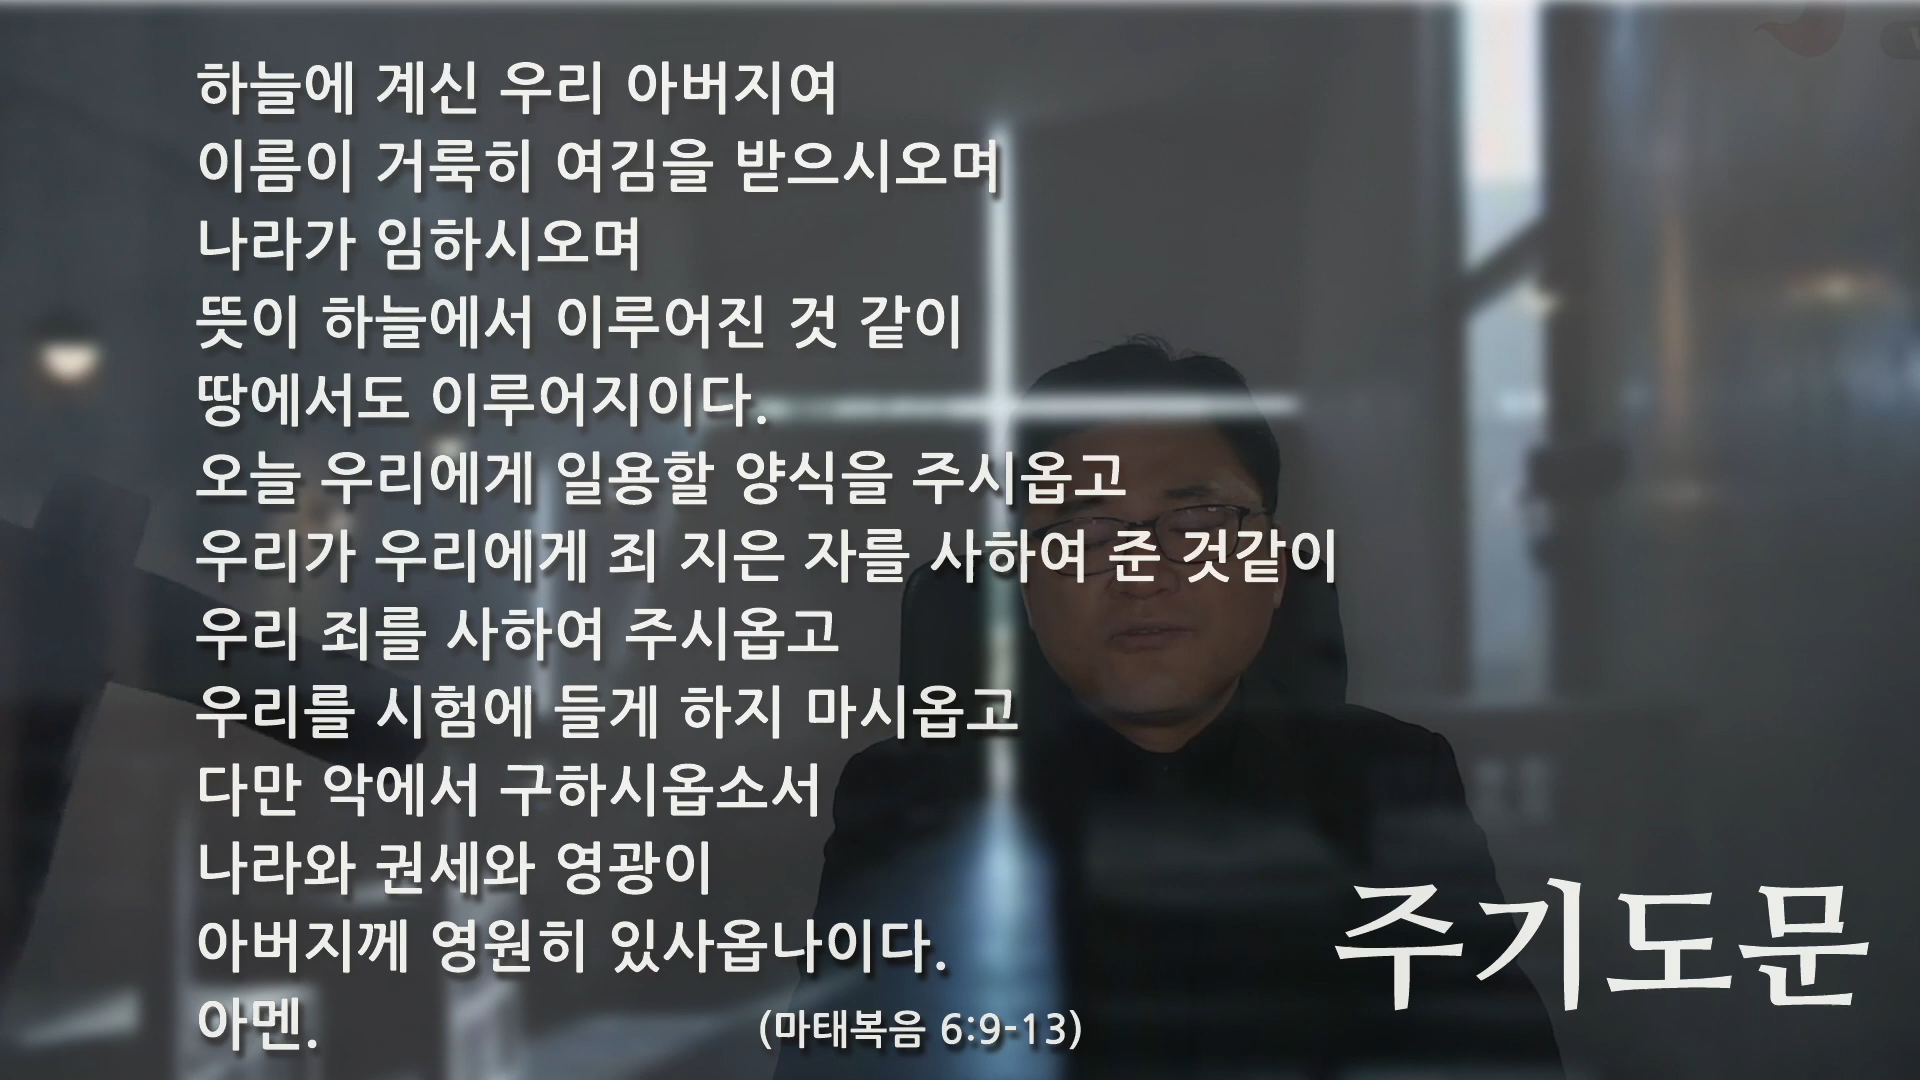 하늘에 계신 우리 아버지여
이름이 거룩히 여김을 받으시오며
나라가 임하시오며
뜻이 하늘에서 이루어진 것 같이
땅에서도 이루어지이다.
오늘 우리에게 일용할 양식을 주시옵고
우리가 우리에게 죄 지은 자를 사하여 준 것같이
우리 죄를 사하여 주시옵고
우리를 시험에 들게 하지 마시옵고
다만 악에서 구하시옵소서
나라와 권세와 영광이
아버지께 영원히 있사옵나이다.
아멘.
(마태복음 6:9-13)
주기도문